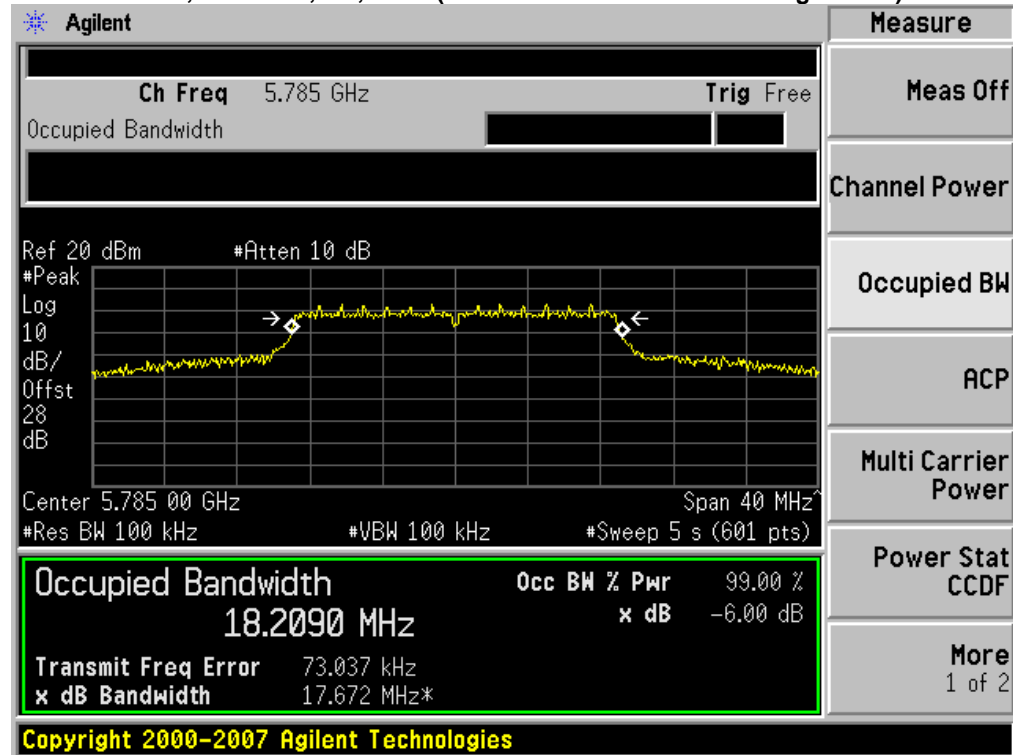 Agilent
Measure
Ch Freq 5.785 GHz
Trig Free
Occupied Bandwidth
Meas Off
Channel Power
Occupied BW
ACP
Multi Carrier
Power
Power Stat
CCDF
More
1 of 2
Ref 20 dBm
#Atten 10 dB
#Peak
Log
10
dB/
Offst
28
dB
Center 5.785 00 GHz
Span 40 MHz^
#Res BW 100 kHz
#VBW 100 kHz
#Sweep 5 s (601 pts)
Occupied Bandwidth
18.2090 MHz
Occ BW % Pwr 99.00 %
x dB -6.00 dB
Transmit Freq Error 73.037 kHz
x dB Bandwidth 17.672 MHz*
Copyright 2000-2007 Agilent Technologies